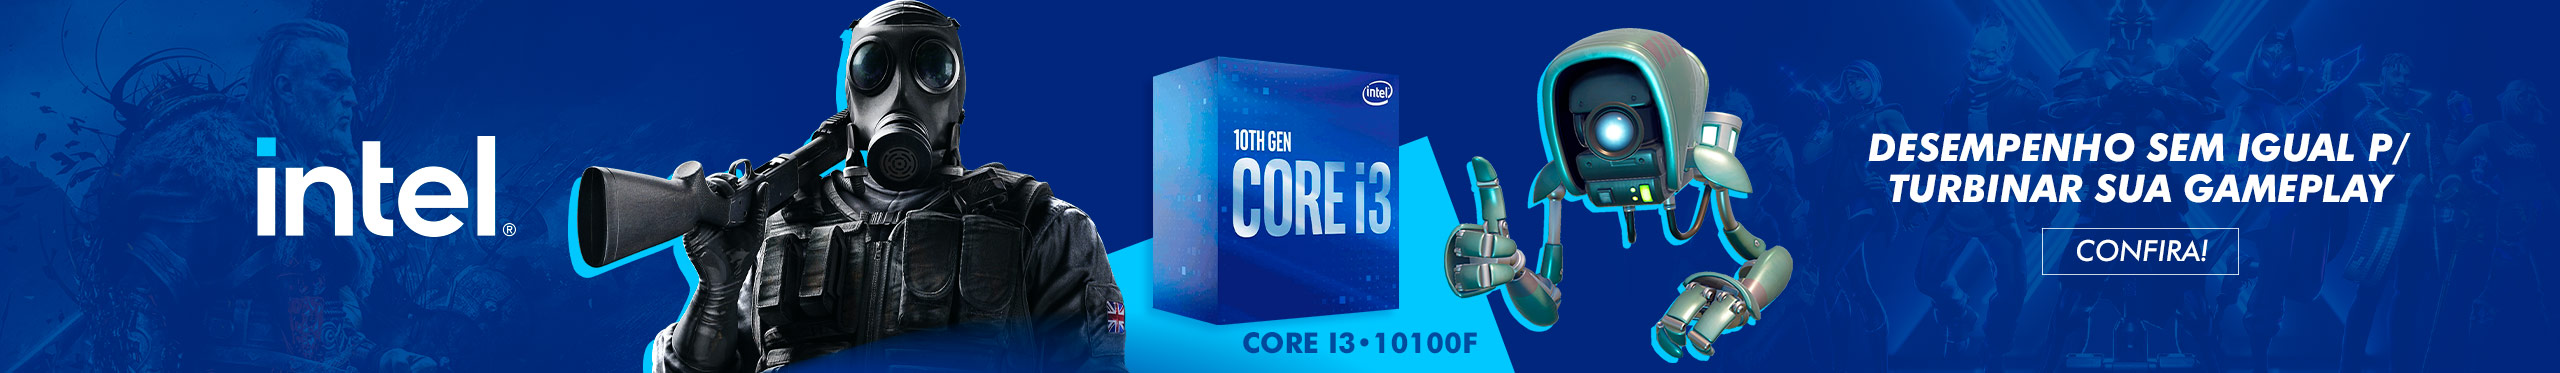 intel®
intel
10TH GEN
CORE i3
CORE I3•10100F
DESEMPENHO SEM IGUAL P/
TURBINAR SUA GAMEPLAY
CONFIRA!